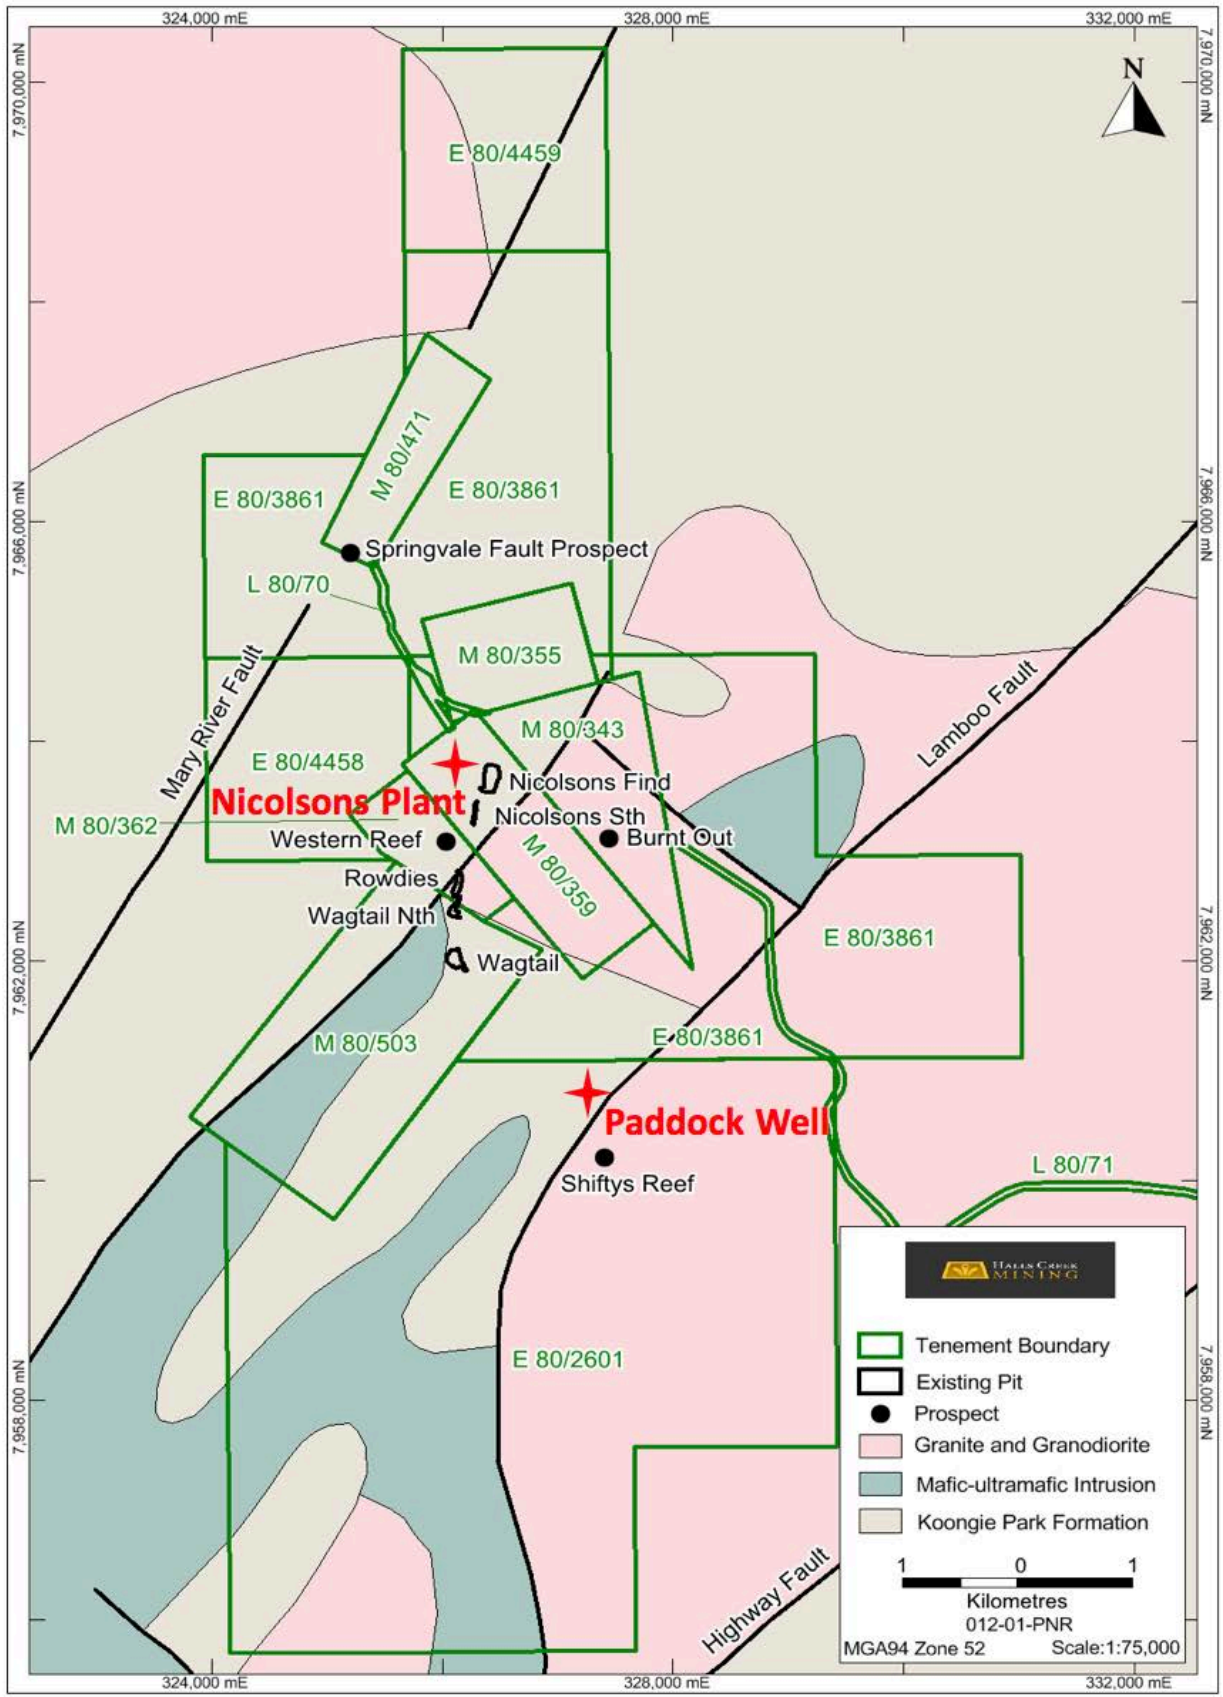 324,000 mE
328,000 mE
332,000 mE
7,970,000 mN
7,970,000 mN
N
E 80/4459
M 80/471
E 80/3861
E 80/3861
7,966,000 mN
7,966,000 mN
Springvale Fault Prospect
L 80/70
M 80/355
Mary River Fault
Lamboo Fault
M 80/343
E 80/4458
Nicolsons Find
Nicolsons Plant
Nicolsons Sth
M 80/362
Western Reef
Burnt Out
M 80/359
Rowdies
Wagtail Nth
E 80/3861
Wagtail
7,962,000 mN
7,962,000 mN
M 80/503
E 80/3861
Paddock Well
L 80/71
Shiftys Reef
HALLS CREEK
MINING
E 80/2601
Tenement Boundary
Existing Pit
7,958,000 mN
7,958,000 mN
Prospect
Granite and Granodiorite
Mafic-ultramafic Intrusion
Koongie Park Formation
Highway Fault
1 0 1
Kilometres
012-01-PNR
MGA94 Zone 52 Scale:1:75,000
324,000 mE
328,000 mE
332,000 mE